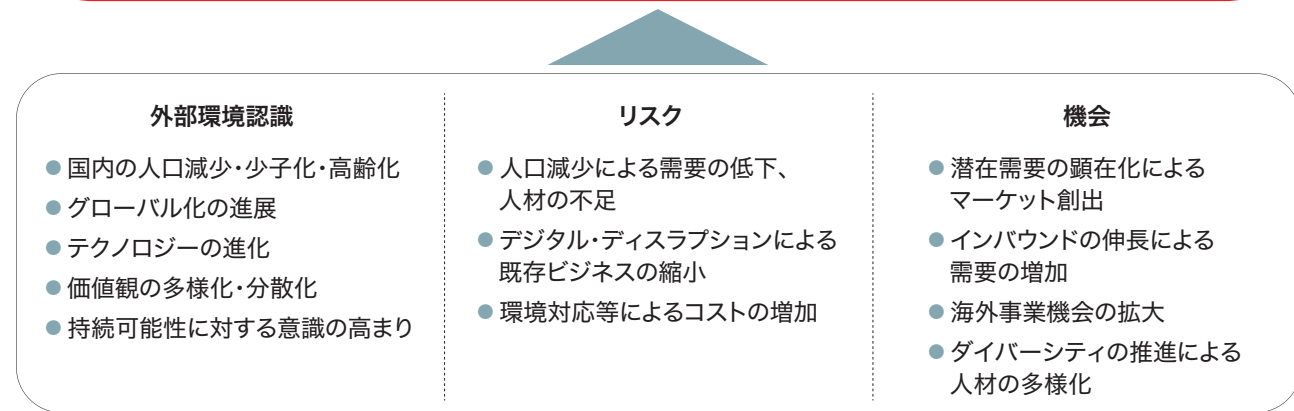 外部環境認識
● 国内の人口減少・少子化・高齢化
● グローバル化の進展
● テクノロジーの進化
● 価値観の多様化・分散化
● 持続可能性に対する意識の高まり
リスク
● 人口減少による需要の低下、
人材の不足
● デジタル・ディスラプションによる
既存ビジネスの縮小
● 環境対応等によるコストの増加
機会
● 潜在需要の顕在化による
マーケット創出
● インバウンドの伸長による
需要の増加
● 海外事業機会の拡大
● ダイバーシティの推進による
人材の多様化